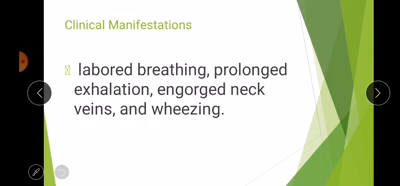 Clinical Manifestations
labored breathing, prolonged
exhalation, engorged neck
veins, and wheezing.